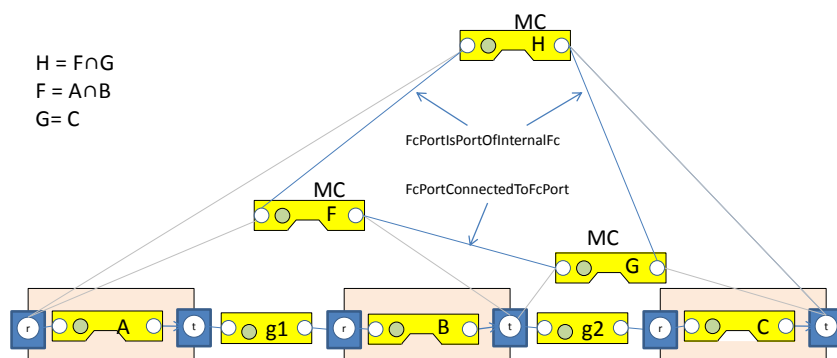 MC
H
H = F∩G
F = A∩B
G= C
FcPortIsPortOfInternalFc
MC
FcPortConnectedToFcPort
F
MC
G
r
A
t
g1
r
B
t
g2
r
C
t